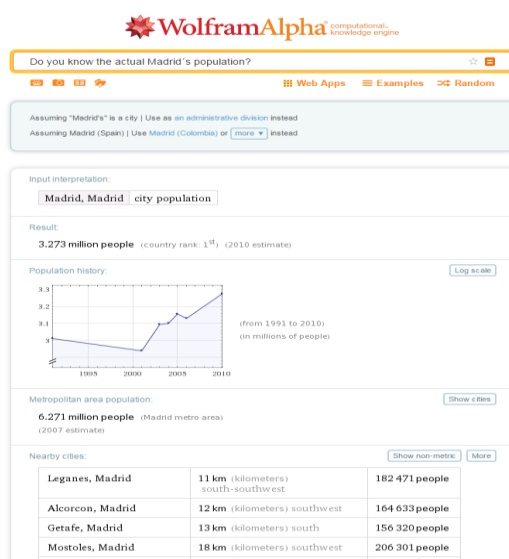 WolframAlpha computational knowledge engine
Do you know the actual Madrid´s population?
Web Apps Examples Random
Assuming "Madrid's" is a city | Use as an administrative division instead
Assuming Madrid (Spain) | Use Madrid (Colombia) or more instead
Input interpretation:
Madrid, Madrid city population
Result:
3.273 million people (country rank: 1st) (2010 estimate)
Population history: Log scale
3.3
3.2
3.1
3
1995 2000 2005 2010
(from 1991 to 2010)
(in millions of people)
Metropolitan area population: Show cities
6.271 million people (Madrid metro area)
(2007 estimate)
Nearby cities: Show non-metric More
Leganes, Madrid 11 km (kilometers) south-southwest 182 471 people
Alcorcon, Madrid 12 km (kilometers) southwest 164 633 people
Getafe, Madrid 13 km (kilometers) south 156 320 people
Mostoles, Madrid 18 km (kilometers) southwest 206 301 people